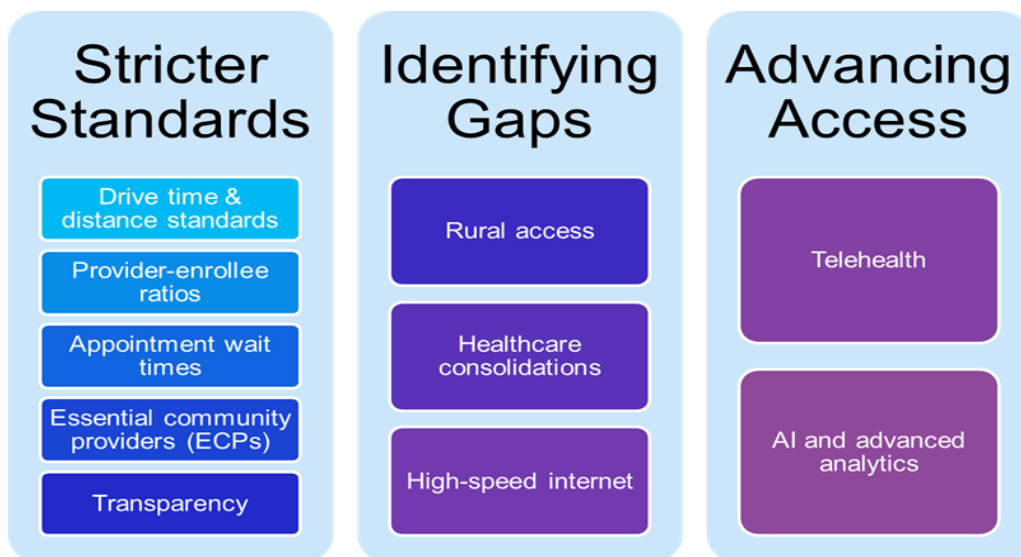 Stricter
Standards
Drive time &
distance standards
Provider-enrollee
ratios
Appointment wait
times
Essential community
providers (ECPs)
Transparency
Identifying
Gaps
Rural access
Healthcare
consolidations
High-speed internet
Advancing
Access
Telehealth
AI and advanced
analytics